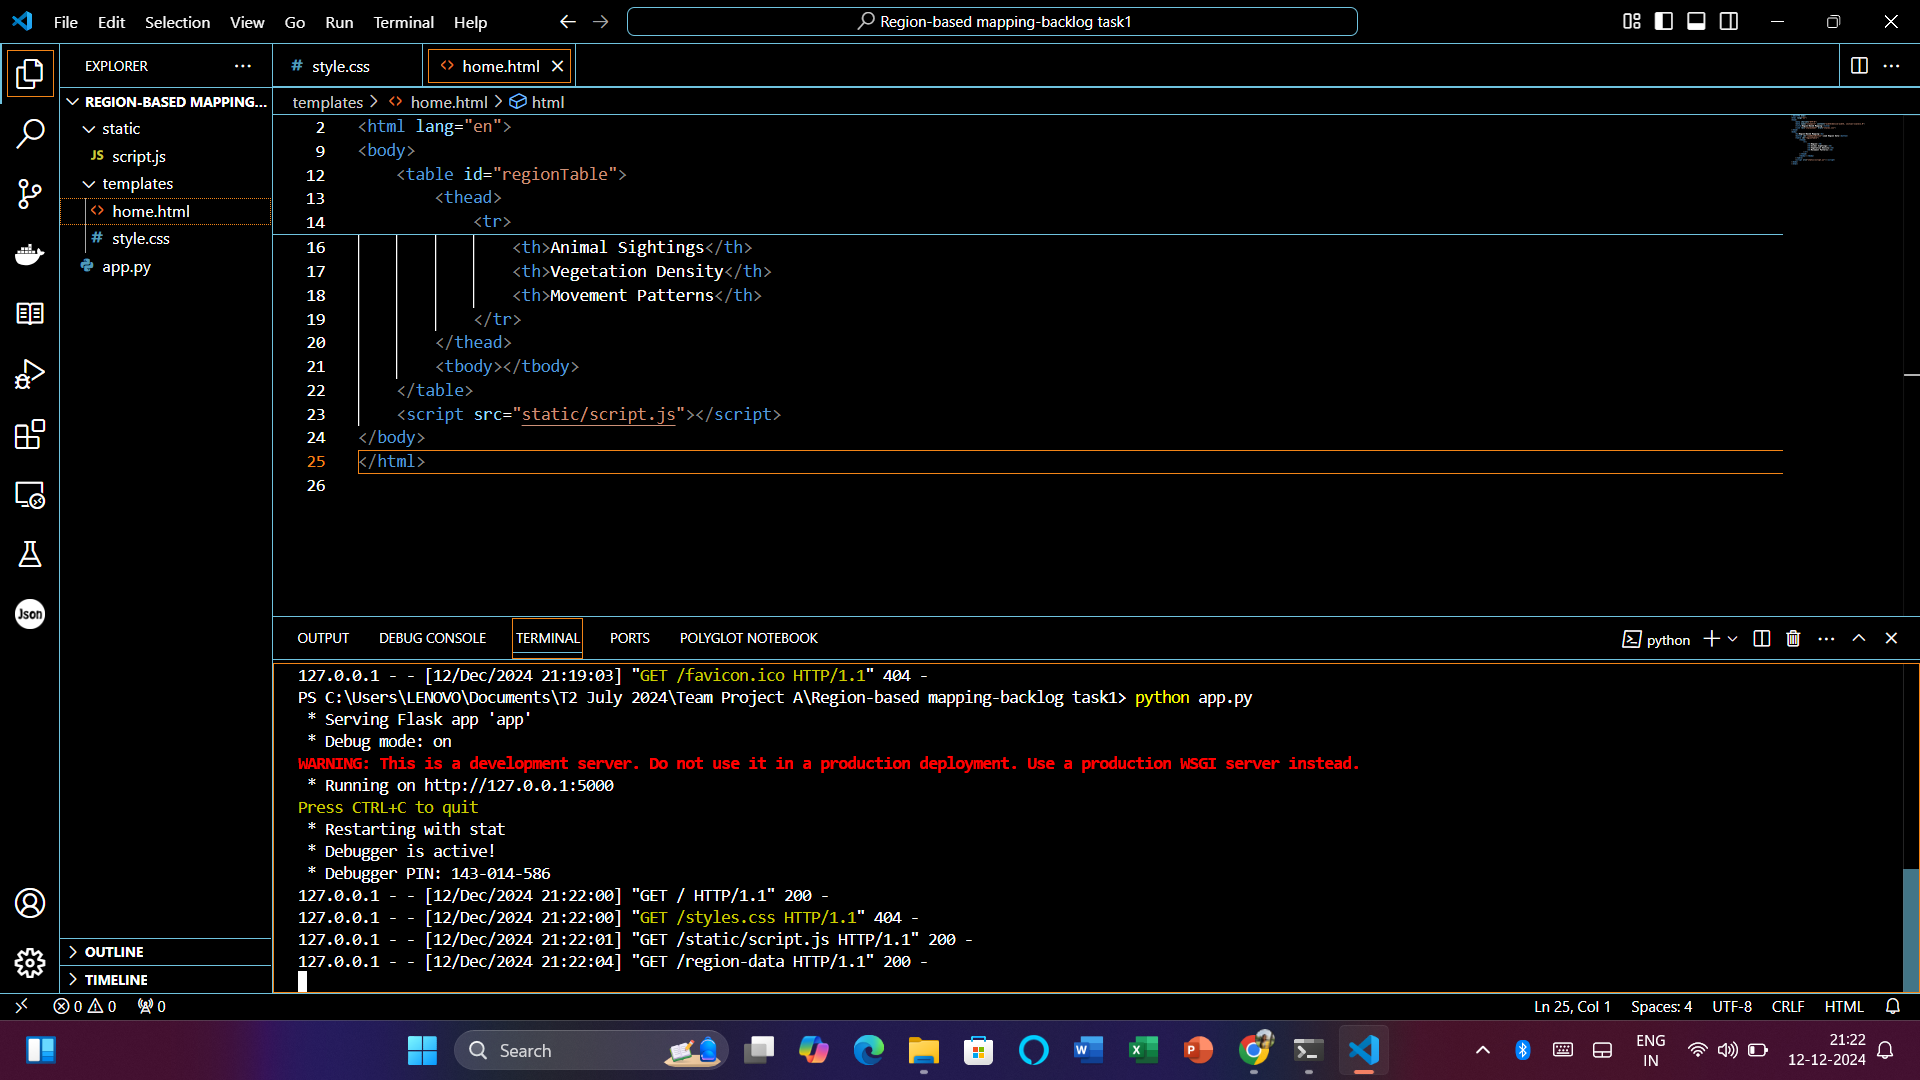 File Edit Selection View Go Run Terminal Help
Region-based mapping-backlog task1
EXPLORER
REGION-BASED MAPPING...
static
JS script.js
templates
<> home.html
# style.css
app.py
OUTLINE
TIMELINE
Json
# style.css
<> home.html
templates > <> home.html > html
2 <html lang="en">
9 <body>
12 <table id="regionTable">
13 <thead>
14 <tr>
16 <th>Animal Sightings</th>
17 <th>Vegetation Density</th>
18 <th>Movement Patterns</th>
19 </tr>
20 </thead>
21 <tbody></tbody>
22 </table>
23 <script src="static/script.js"></script>
24 </body>
25 </html>
26
OUTPUT DEBUG CONSOLE TERMINAL PORTS POLYGLOT NOTEBOOK
python
127.0.0.1 - - [12/Dec/2024 21:19:03] "GET /favicon.ico HTTP/1.1" 404 -
PS C:\Users\LENOVO\Documents\T2 July 2024\Team Project A\Region-based mapping-backlog task1> python app.py
* Serving Flask app 'app'
* Debug mode: on
WARNING: This is a development server. Do not use it in a production deployment. Use a production WSGI server instead.
* Running on http://127.0.0.1:5000
Press CTRL+C to quit
* Restarting with stat
* Debugger is active!
* Debugger PIN: 143-014-586
127.0.0.1 - - [12/Dec/2024 21:22:00] "GET / HTTP/1.1" 200 -
127.0.0.1 - - [12/Dec/2024 21:22:00] "GET /styles.css HTTP/1.1" 404 -
127.0.0.1 - - [12/Dec/2024 21:22:01] "GET /static/script.js HTTP/1.1" 200 -
127.0.0.1 - - [12/Dec/2024 21:22:04] "GET /region-data HTTP/1.1" 200 -
0 0 0
Ln 25, Col 1 Spaces: 4 UTF-8 CRLF HTML
Search
W X P
ENG
IN
21:22
12-12-2024